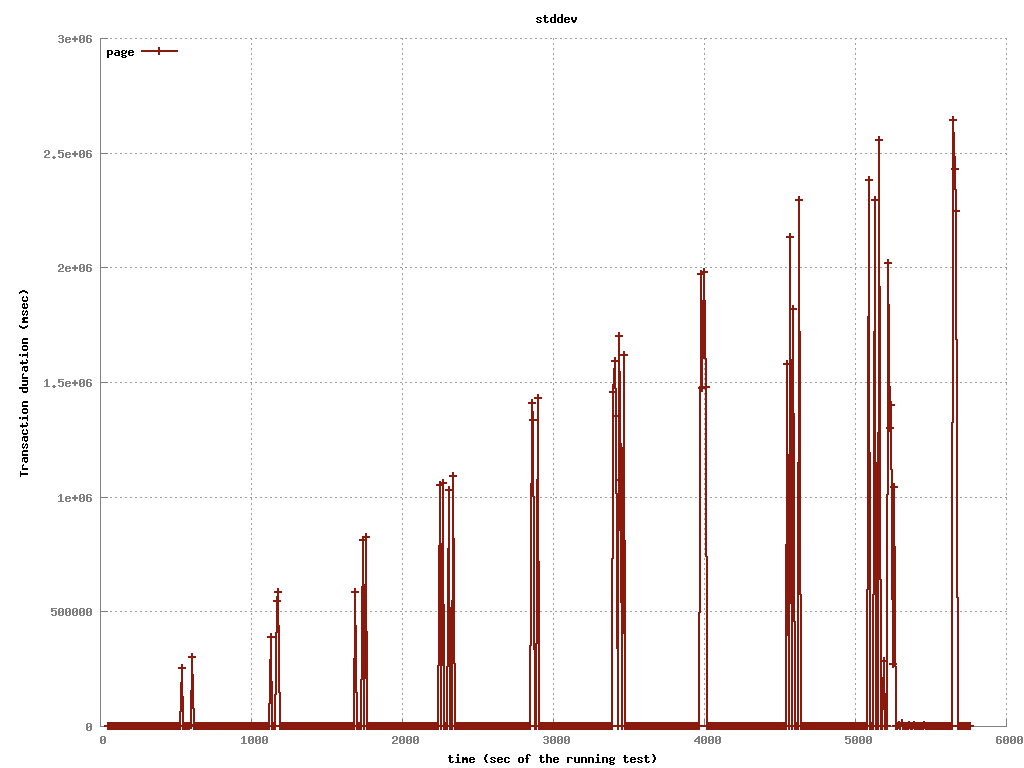 stddev
3e+06
page
2.5e+06
2e+06
1.5e+06
1e+06
500000
0
0 1000 2000 3000 4000 5000 6000
time (sec of the running test)
Transaction duration (msec)